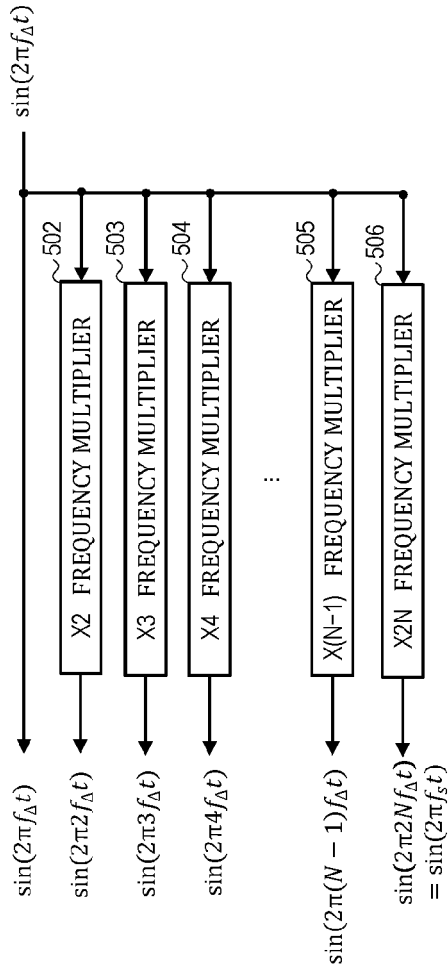 sin(2πf_Δt)
sin(2πf_Δt)
502
X2 FREQUENCY MULTIPLIER
sin(2π2f_Δt)
503
X3 FREQUENCY MULTIPLIER
sin(2π3f_Δt)
504
X4 FREQUENCY MULTIPLIER
sin(2π4f_Δt)
...
505
X(N−1) FREQUENCY MULTIPLIER
sin(2π(N − 1)f_Δt)
506
X2N FREQUENCY MULTIPLIER
sin(2π2Nf_Δt)
= sin(2πf_st)